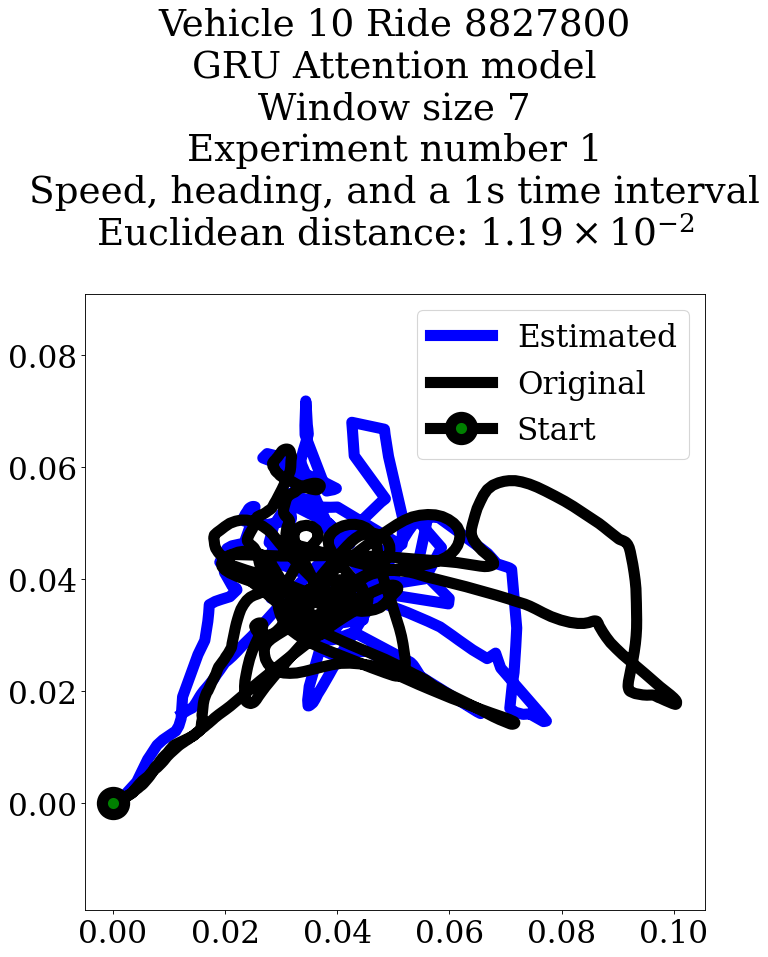 Vehicle 10 Ride 8827800
GRU Attention model
Window size 7
Experiment number 1
Speed, heading, and a 1s time interval
Euclidean distance: 1.19 × 10⁻²
Estimated
Original
Start
0.08
0.06
0.04
0.02
0.00
0.00 0.02 0.04 0.06 0.08 0.10